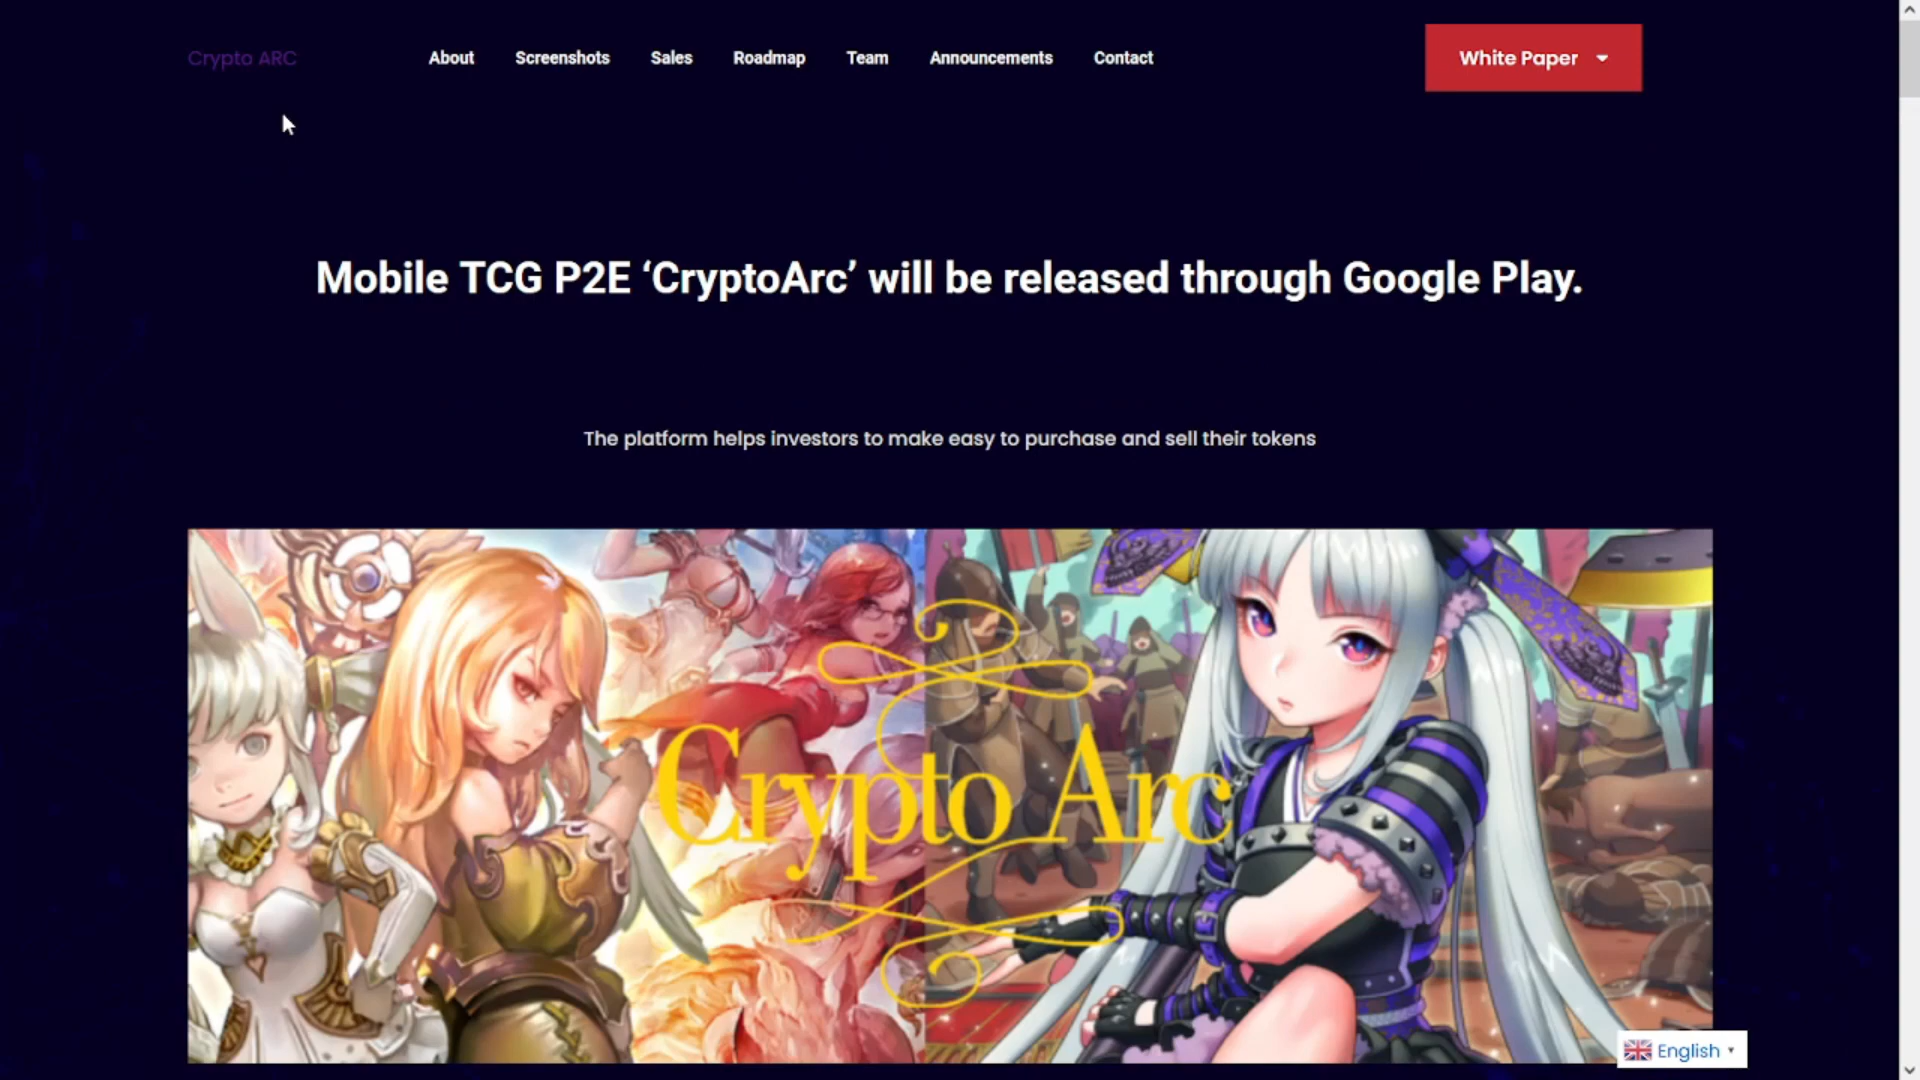 Crypto ARC
About
Screenshots
Sales
Roadmap
Team
Announcements
Contact
White Paper
Mobile TCG P2E ‘CryptoArc’ will be released through Google Play.
The platform helps investors to make easy to purchase and sell their tokens
Crypto Arc
English